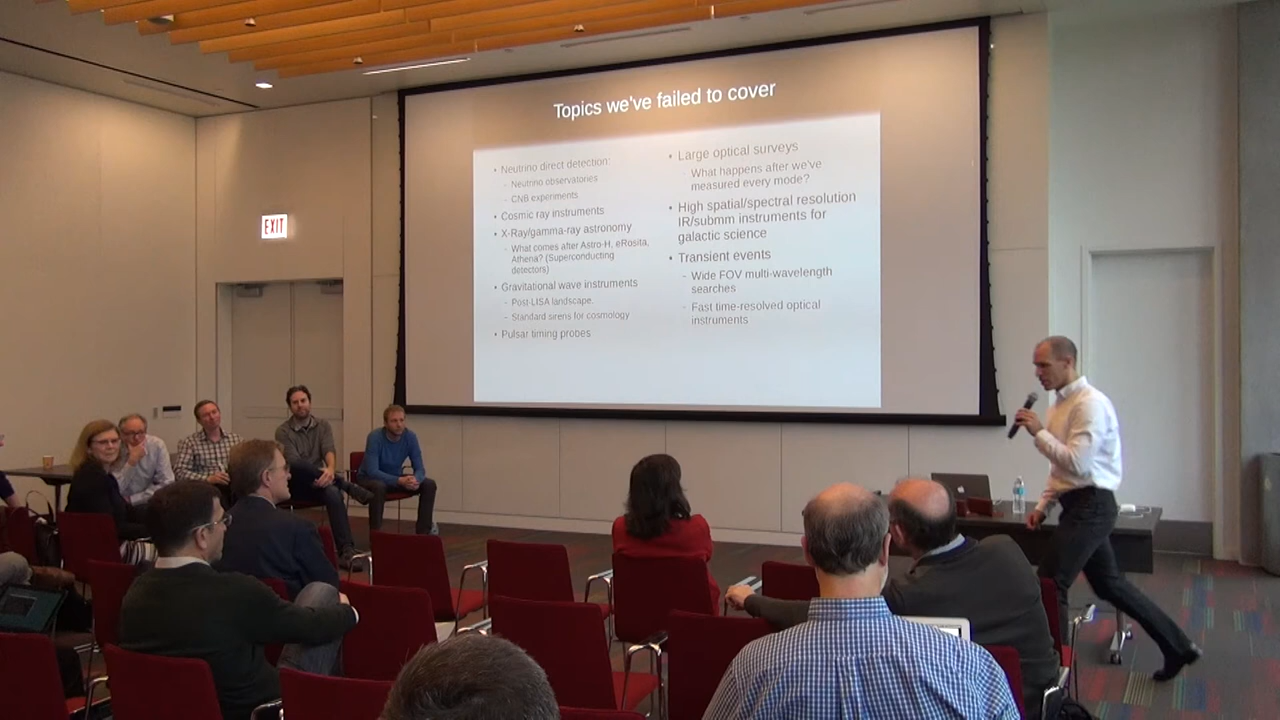 Topics we've failed to cover
• Neutrino direct detection:
- Neutrino observatories
- CNB experiments
• Cosmic ray instruments
• X-Ray/gamma-ray astronomy
- What comes after Astro-H, eRosita,
Athena? (Superconducting
detectors)
• Gravitational wave instruments
- Post-LISA landscape.
- Standard sirens for cosmology
• Pulsar timing probes
• Large optical surveys
- What happens after we've
measured every mode?
• High spatial/spectral resolution
IR/submm instruments for
galactic science
• Transient events
- Wide FOV multi-wavelength
searches
- Fast time-resolved optical
instruments
EXIT